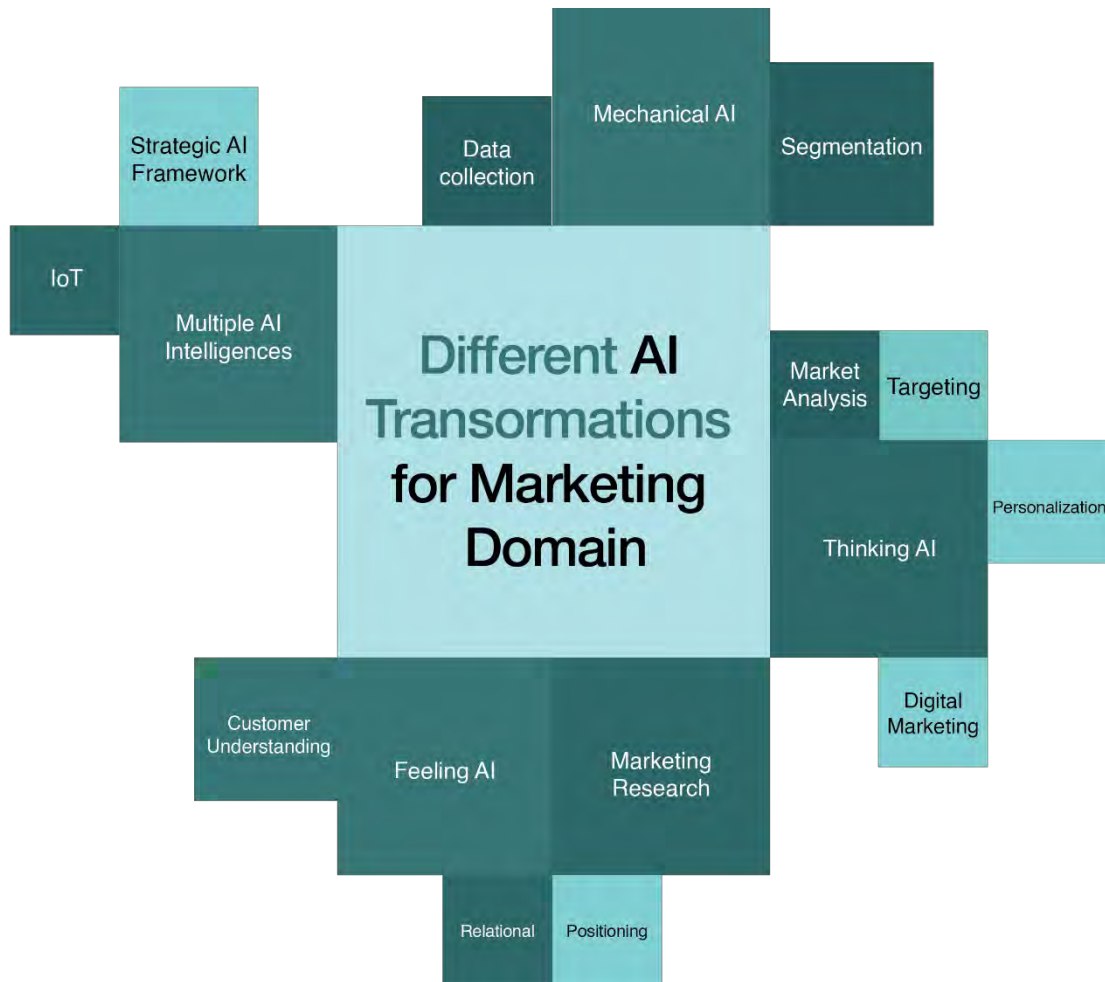 Mechanical AI
Strategic AI
Framework
Data
collection
Segmentation
IoT
Multiple AI
Intelligences
Different AI
Transormations
for Marketing
Domain
Market
Analysis
Targeting
Personalization
Thinking AI
Digital
Marketing
Customer
Understanding
Feeling AI
Marketing
Research
Relational
Positioning